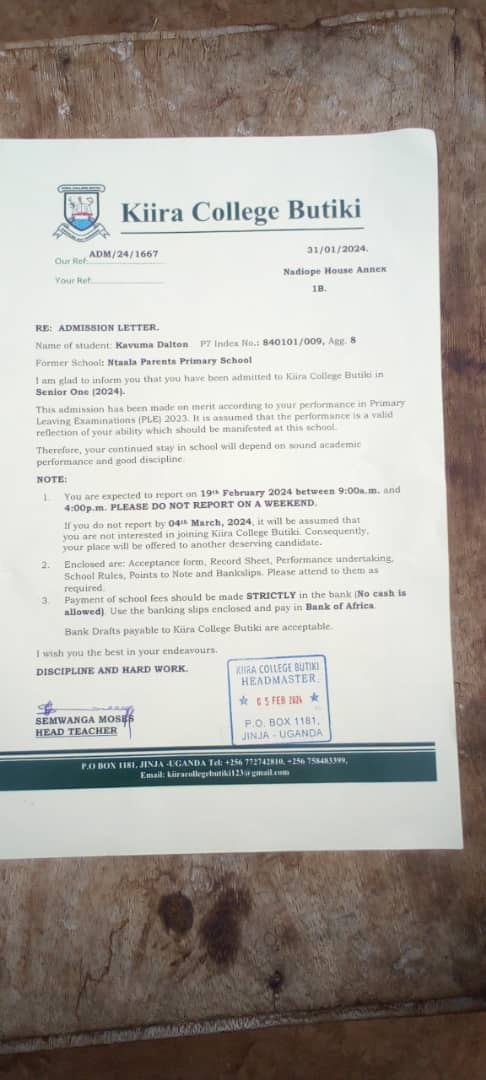 KIIRA COLLEGE BUTIKI
Kiira College Butiki
Our Ref: ADM/24/1667
31/01/2024.
Your Ref:
Nadiope House Annex
1B.
RE: ADMISSION LETTER.
Name of student: Kavuma Dalton P7 Index No.: 840101/009, Agg. 8
Former School: Ntaala Parents Primary School
I am glad to inform you that you have been admitted to Kiira College Butiki in
Senior One (2024).
This admission has been made on merit according to your performance in Primary
Leaving Examinations (PLE) 2023. It is assumed that the performance is a valid
reflection of your ability which should be manifested at this school.
Therefore, your continued stay in school will depend on sound academic
performance and good discipline.
NOTE:
1. You are expected to report on 19th February 2024 between 9:00a.m. and
4:00p.m. PLEASE DO NOT REPORT ON A WEEKEND.
If you do not report by 04th March, 2024, it will be assumed that
you are not interested in joining Kiira College Butiki. Consequently,
your place will be offered to another deserving candidate.
2. Enclosed are: Acceptance form, Record Sheet, Performance undertaking,
School Rules, Points to Note and Bankslips. Please attend to them as
required.
3. Payment of school fees should be made STRICTLY in the bank (No cash is
allowed). Use the banking slips enclosed and pay in Bank of Africa.
Bank Drafts payable to Kiira College Butiki are acceptable.
I wish you the best in your endeavours.
DISCIPLINE AND HARD WORK.
KIIRA COLLEGE BUTIKI
HEADMASTER.
★ 05 FEB 2024 ★
P.O. BOX 1181,
JINJA - UGANDA
SEMWANGA MOSES
HEAD TEACHER
P.O BOX 1181, JINJA -UGANDA Tel: +256 772742810, +256 758483399,
Email: kiiracollegebutiki123@gmail.com